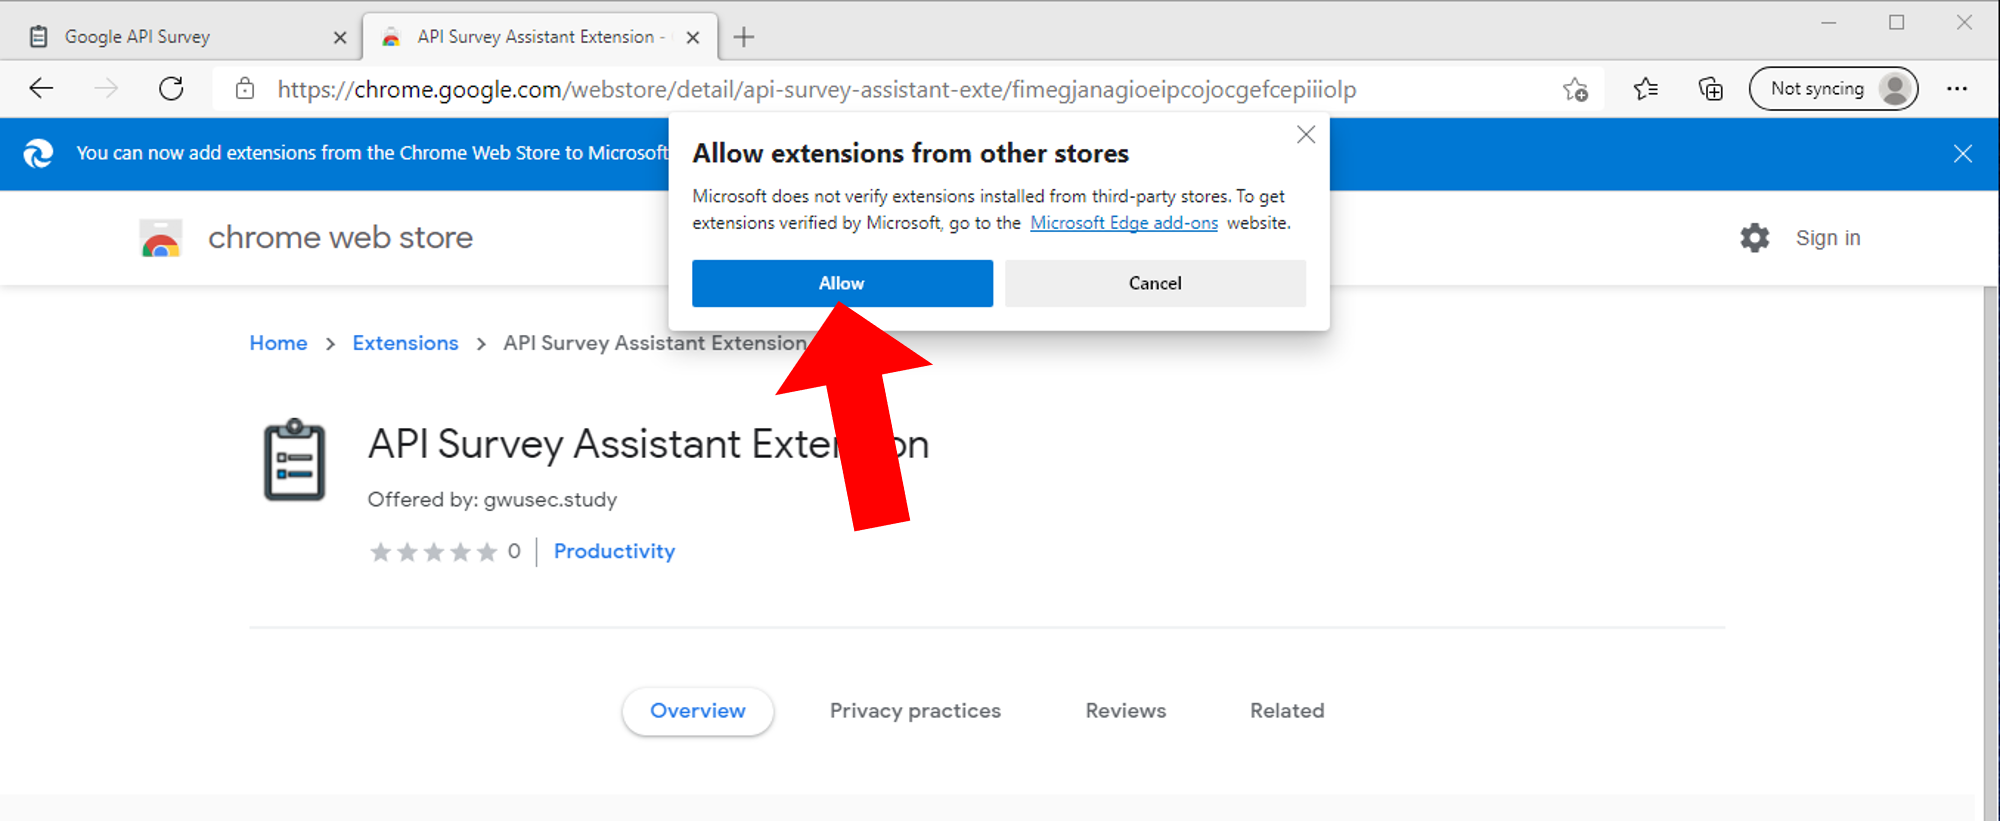 Google API Survey
API Survey Assistant Extension -
https://chrome.google.com/webstore/detail/api-survey-assistant-exte/fimegjanagioeipcojocgefcepiiiolp
Not syncing
You can now add extensions from the Chrome Web Store to Microsoft
Allow extensions from other stores
Microsoft does not verify extensions installed from third-party stores. To get
extensions verified by Microsoft, go to the Microsoft Edge add-ons website.
Allow
Cancel
chrome web store
Sign in
Home > Extensions > API Survey Assistant Extension
API Survey Assistant Exten on
Offered by: gwusec.study
0 | Productivity
Overview
Privacy practices
Reviews
Related